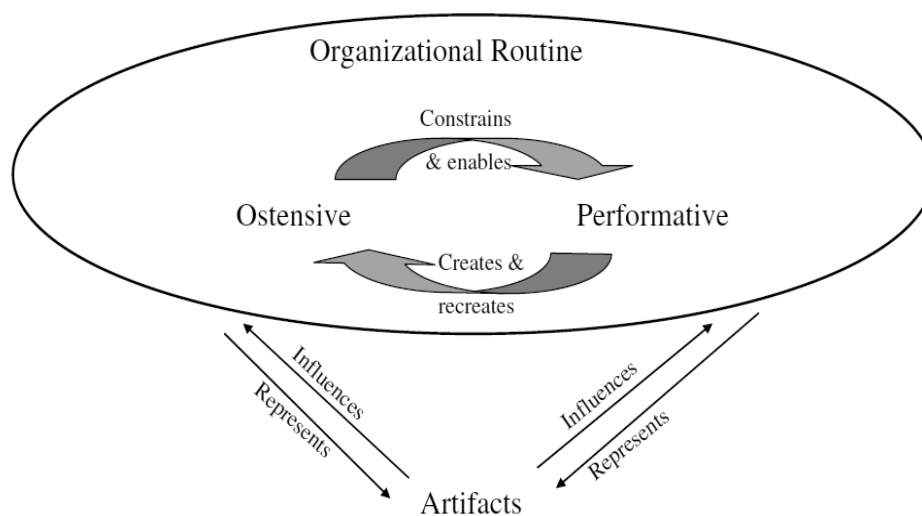 Organizational Routine
Constrains
& enables
Ostensive
Performative
Creates &
recreates
Influences
Represents
Influences
Represents
Artifacts